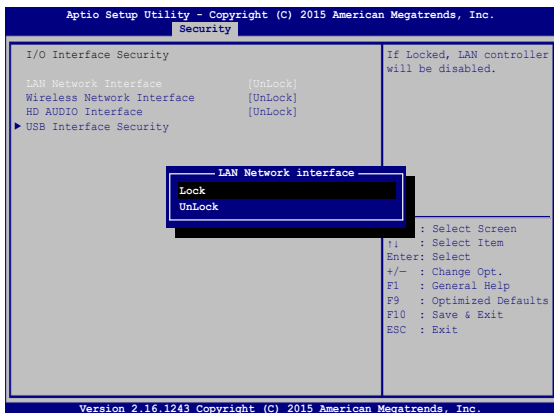 Aptio Setup Utility - Copyright (C) 2015 American Megatrends, Inc.
Security
I/O Interface Security
LAN Network Interface [UnLock]
Wireless Network Interface [UnLock]
HD AUDIO Interface [UnLock]
USB Interface Security
If Locked, LAN controller
will be disabled.
LAN Network interface
Lock
UnLock
: Select Screen
↑↓ : Select Item
Enter: Select
+/— : Change Opt.
F1 : General Help
F9 : Optimized Defaults
F10 : Save & Exit
ESC : Exit
Version 2.16.1243 Copyright (C) 2015 American Megatrends, Inc.